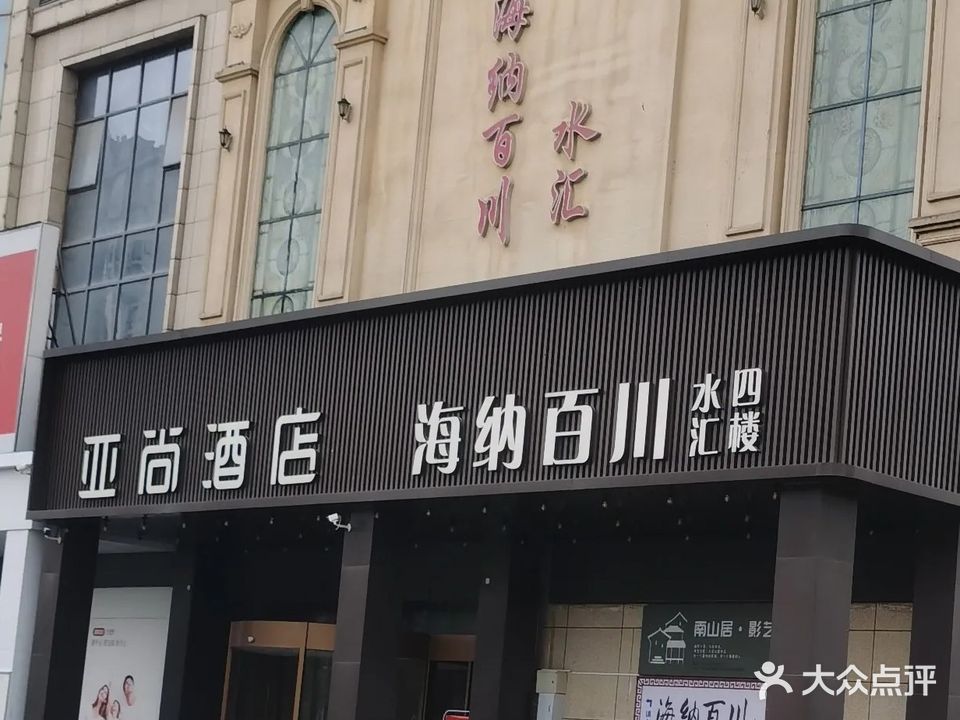 海纳百川
水汇
亚尚酒店
海纳百川
水汇
四楼
南山居·影艺
海纳百川
大众点评